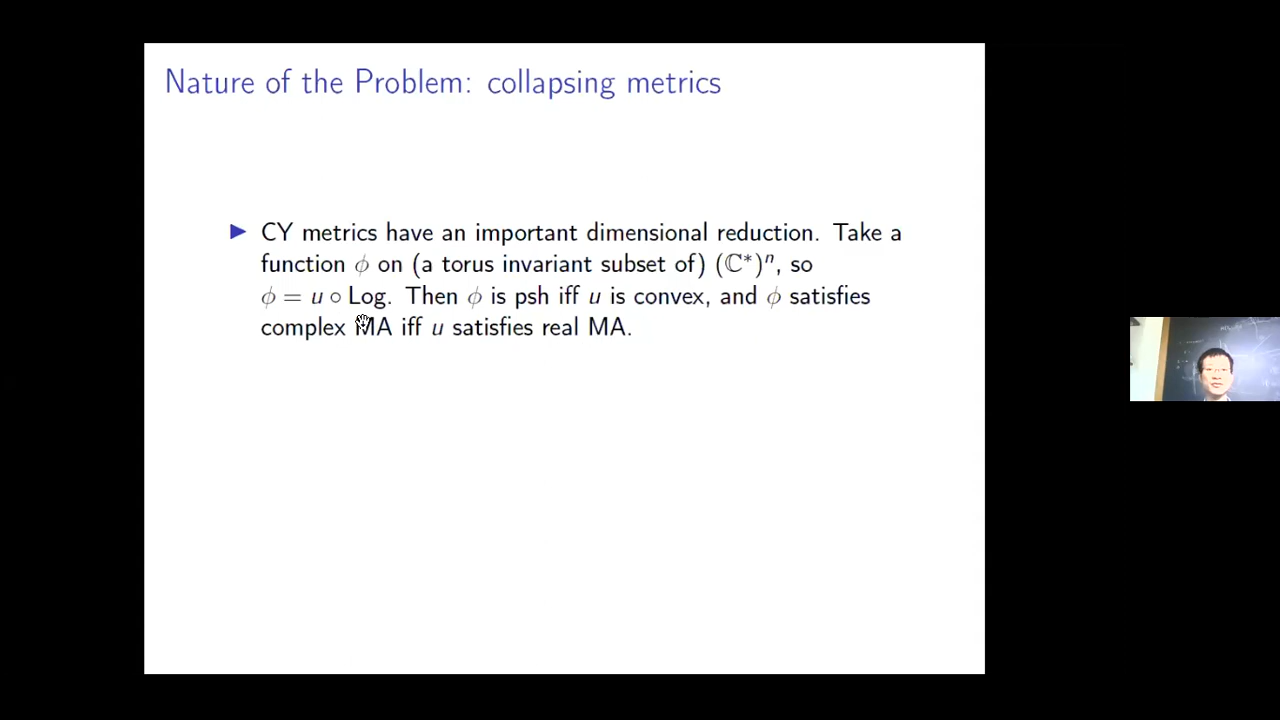 Nature of the Problem: collapsing metrics
▶ CY metrics have an important dimensional reduction. Take a
function ϕ on (a torus invariant subset of) (ℂ*)ⁿ, so
ϕ = u ∘ Log. Then ϕ is psh iff u is convex, and ϕ satisfies
complex MA iff u satisfies real MA.